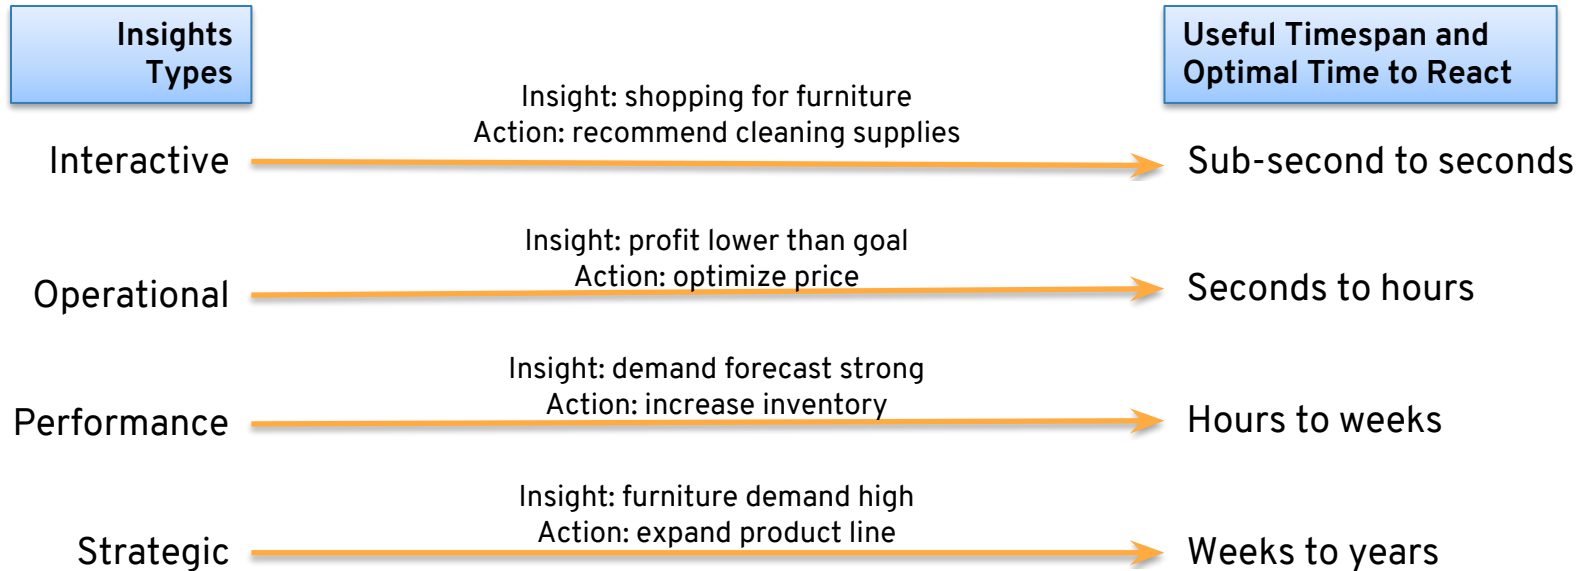 Insights
Types
Useful Timespan and
Optimal Time to React
Insight: shopping for furniture
Action: recommend cleaning supplies
Interactive
Sub-second to seconds
Insight: profit lower than goal
Action: optimize price
Operational
Seconds to hours
Insight: demand forecast strong
Action: increase inventory
Performance
Hours to weeks
Insight: furniture demand high
Action: expand product line
Strategic
Weeks to years